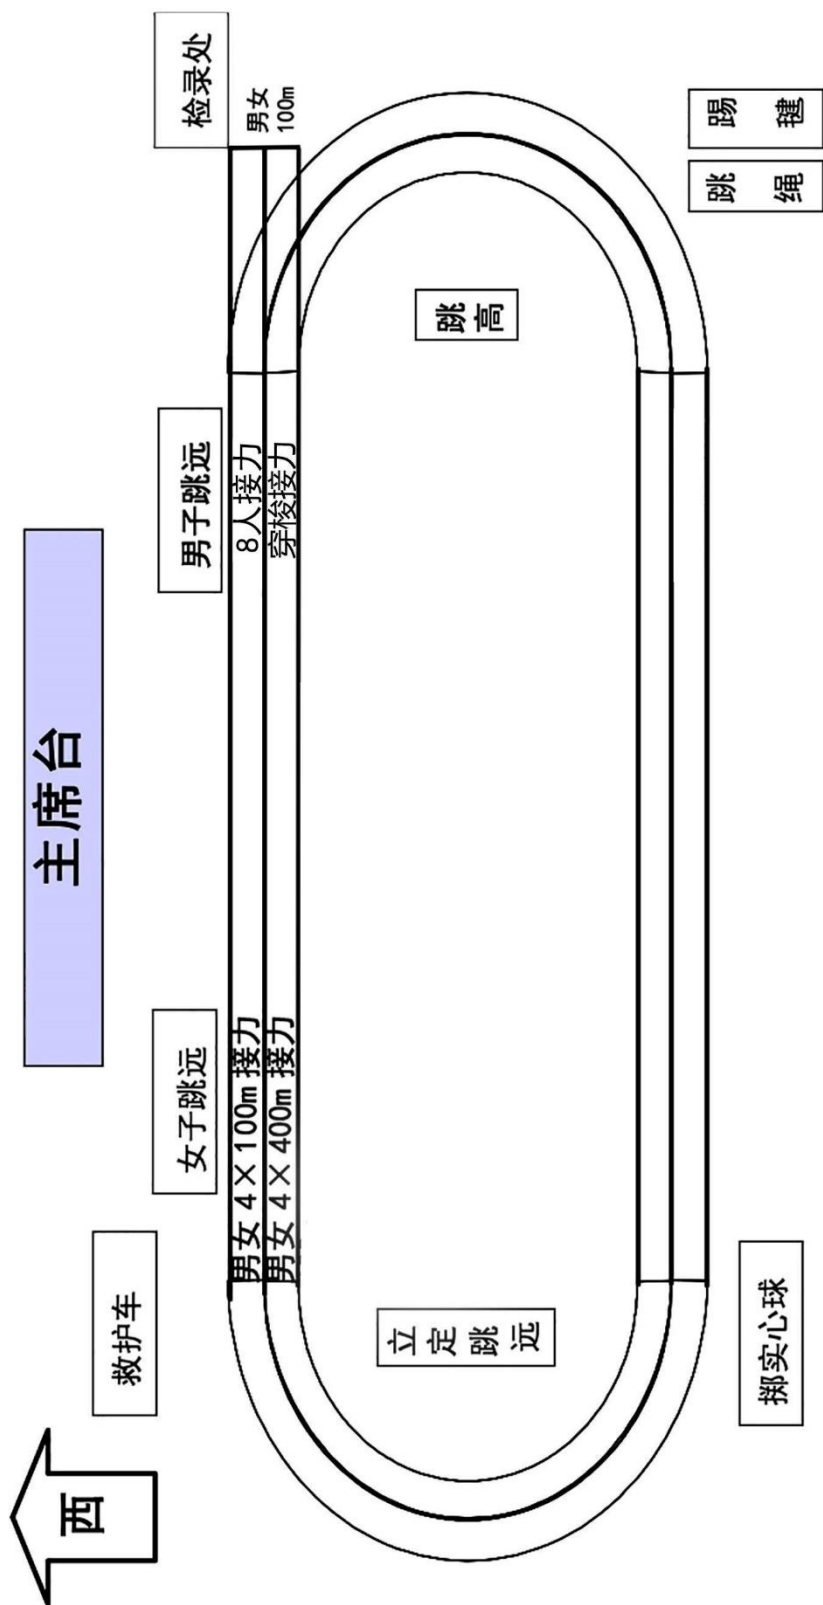 检录处
男女
100m
踢 毽
跳 绳
跳高
男子跳远
8人接力
穿梭接力
主席台
女子跳远
男女 4×100m 接力
男女 4×400m 接力
救护车
立定跳远
掷实心球
西